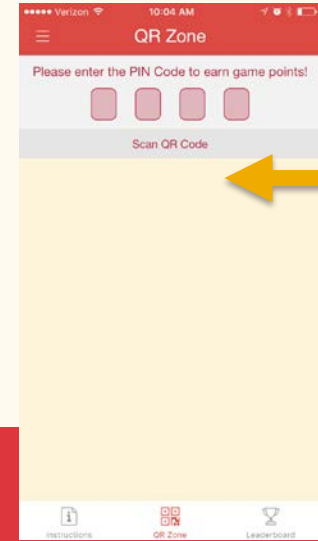 Verizon 10:04 AM
QR Zone
Please enter the PIN Code to earn game points!
Scan QR Code
Instructions QR Zone Leaderboard